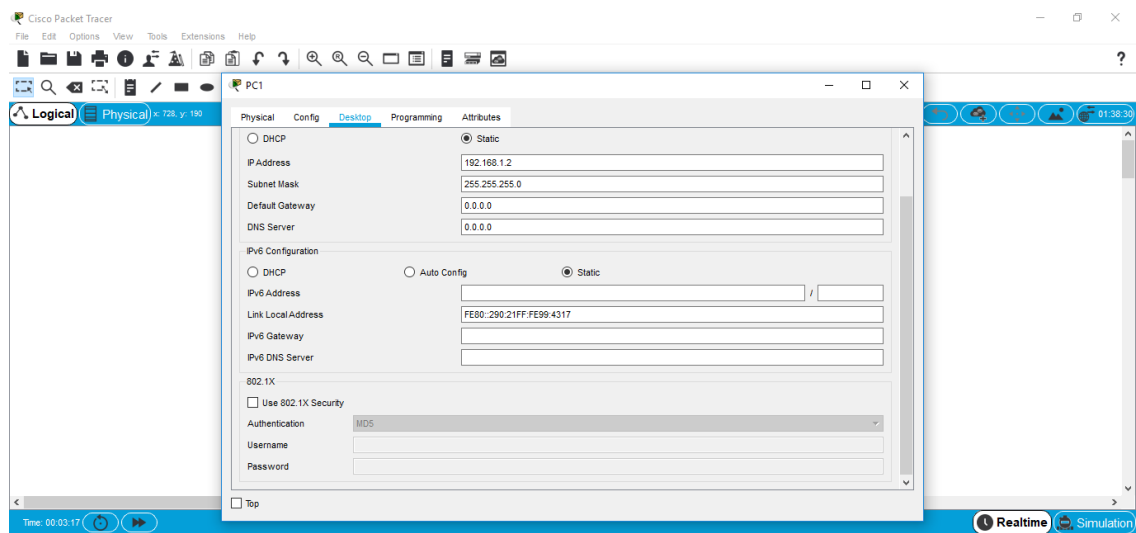 Cisco Packet Tracer
File Edit Options View Tools Extensions Help
?
PC1
Logical Physical x: 728, y: 190 01:38:30
Physical Config Desktop Programming Attributes
DHCP Static
IP Address 192.168.1.2
Subnet Mask 255.255.255.0
Default Gateway 0.0.0.0
DNS Server 0.0.0.0
IPv6 Configuration
DHCP Auto Config Static
IPv6 Address /
Link Local Address FE80::290:21FF:FE99:4317
IPv6 Gateway
IPv6 DNS Server
802.1X
Use 802.1X Security
Authentication MD5
Username
Password
Top
Time: 00:03:17 Realtime Simulation